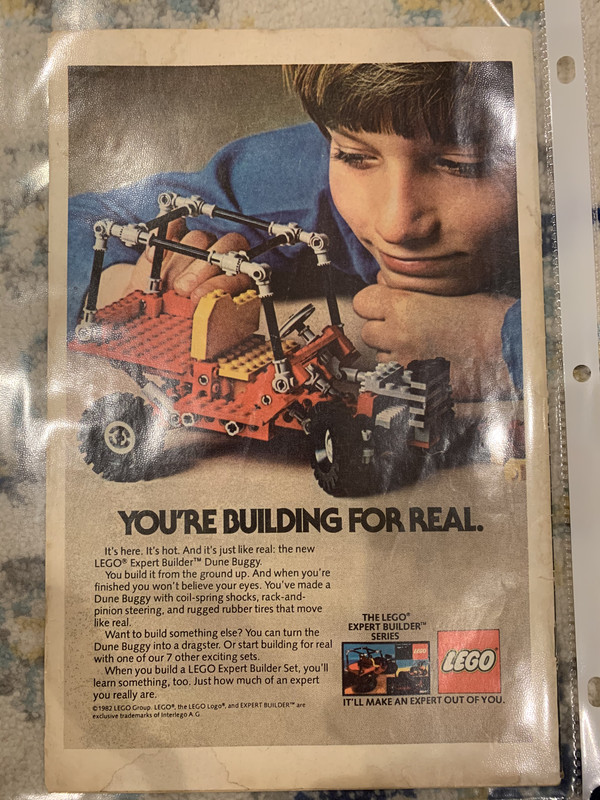 YOU'RE BUILDING FOR REAL.
It's here. It's hot. And it's just like real: the new
LEGO® Expert Builder™ Dune Buggy.
You build it from the ground up. And when you're
finished you won't believe your eyes. You've made a
Dune Buggy with coil-spring shocks, rack-and-
pinion steering, and rugged rubber tires that move
like real.
Want to build something else? You can turn the
Dune Buggy into a dragster. Or start building for real
with one of our 7 other exciting sets.
When you build a LEGO Expert Builder Set, you'll
learn something, too. Just how much of an expert
you really are.
©1982 LEGO Group. LEGO®, the LEGO Logo®, and EXPERT BUILDER™ are
exclusive trademarks of Interlego A.G.
THE LEGO®
EXPERT BUILDER™
SERIES
LEGO
LEGO
IT'LL MAKE AN EXPERT OUT OF YOU.